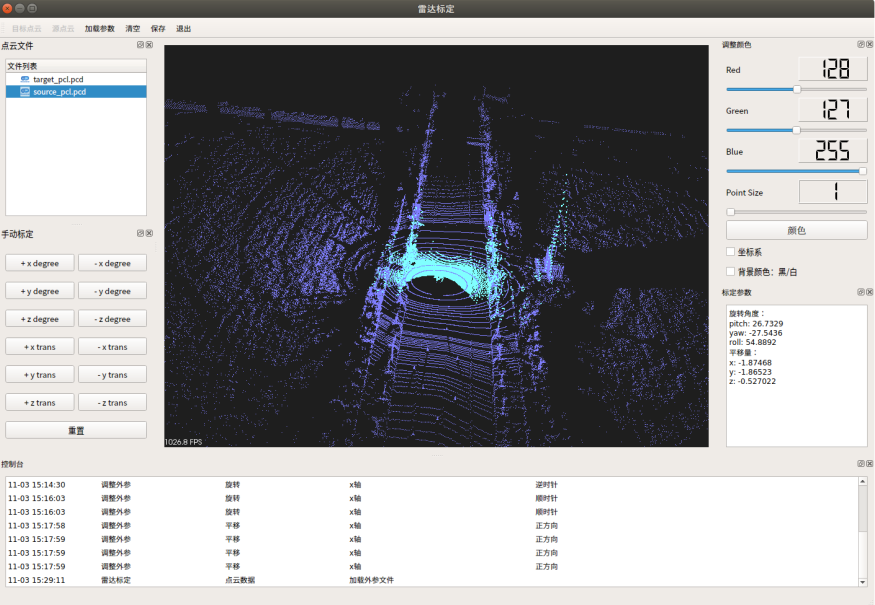 雷达标定
目标点云 源点云 加载参数 清空 保存 退出
点云文件
文件列表
target_pcl.pcd
source_pcl.pcd
手动标定
+ x degree - x degree
+ y degree - y degree
+ z degree - z degree
+ x trans - x trans
+ y trans - y trans
+ z trans - z trans
重置
1026.8 FPS
调整颜色
Red 128
Green 127
Blue 255
Point Size 1
颜色
坐标系
背景颜色：黑/白
标定参数
旋转角度：
pitch: 26.7329
yaw: -27.5436
roll: 54.8892
平移量：
x: -1.87468
y: -1.86523
z: -0.527022
控制台
11-03 15:14:30 调整外参 旋转 x轴 逆时针
11-03 15:16:03 调整外参 旋转 x轴 顺时针
11-03 15:16:03 调整外参 旋转 x轴 顺时针
11-03 15:17:58 调整外参 平移 x轴 正方向
11-03 15:17:59 调整外参 平移 x轴 正方向
11-03 15:17:59 调整外参 平移 x轴 正方向
11-03 15:17:59 调整外参 平移 x轴 正方向
11-03 15:29:11 雷达标定 点云数据 加载外参文件